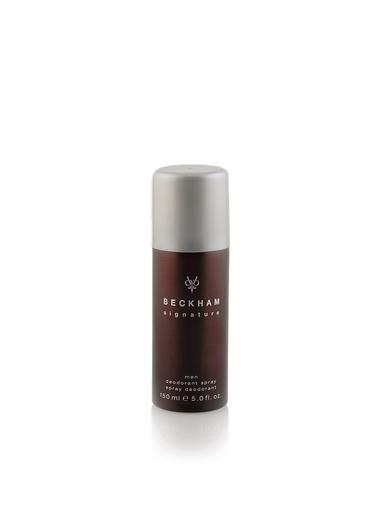 BECKHAM
signature
men
deodorant spray
spray déodorant
150 ml ℮ 5.0 fl. oz.